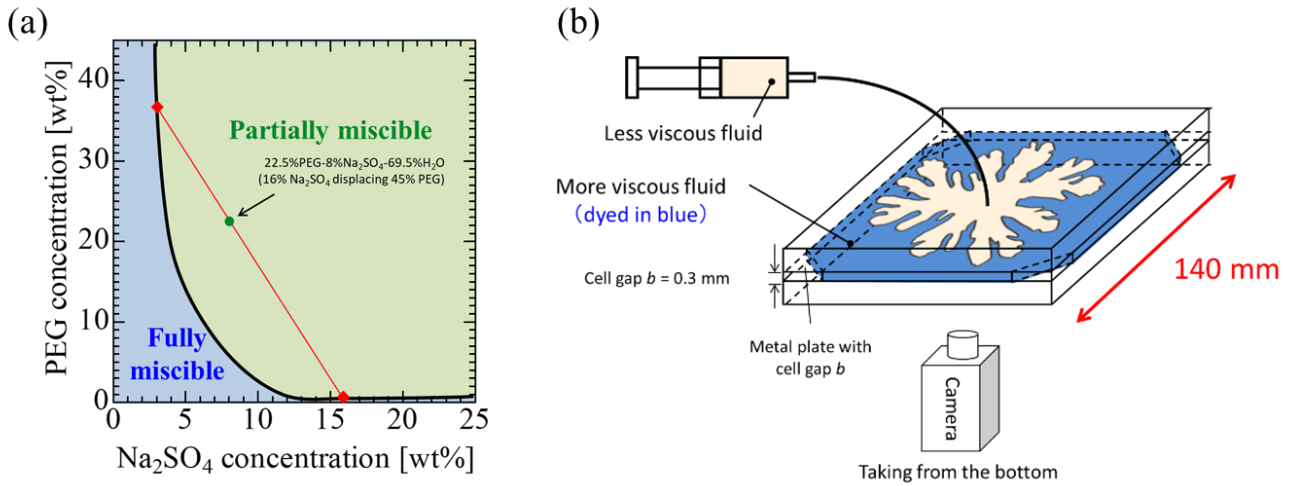 (a)
PEG concentration [wt%]
40
30
20
10
0
Partially miscible
22.5%PEG-8%Na₂SO₄-69.5%H₂O
(16% Na₂SO₄ displacing 45% PEG)
Fully
miscible
0 5 10 15 20 25
Na₂SO₄ concentration [wt%]
(b)
Less viscous fluid
More viscous fluid
(dyed in blue)
Cell gap b = 0.3 mm
140 mm
Metal plate with
cell gap b
Camera
Taking from the bottom